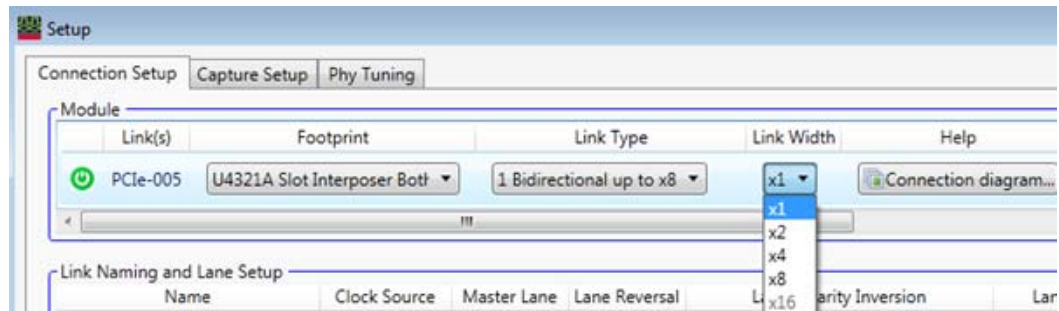 Setup
Connection Setup Capture Setup Phy Tuning
Module
Link(s) Footprint Link Type Link Width Help
PCIe-005 U4321A Slot Interposer Both 1 Bidirectional up to x8 x1 Connection diagram...
x1
x2
x4
x8
x16
Link Naming and Lane Setup
Name Clock Source Master Lane Lane Reversal arity Inversion Lar